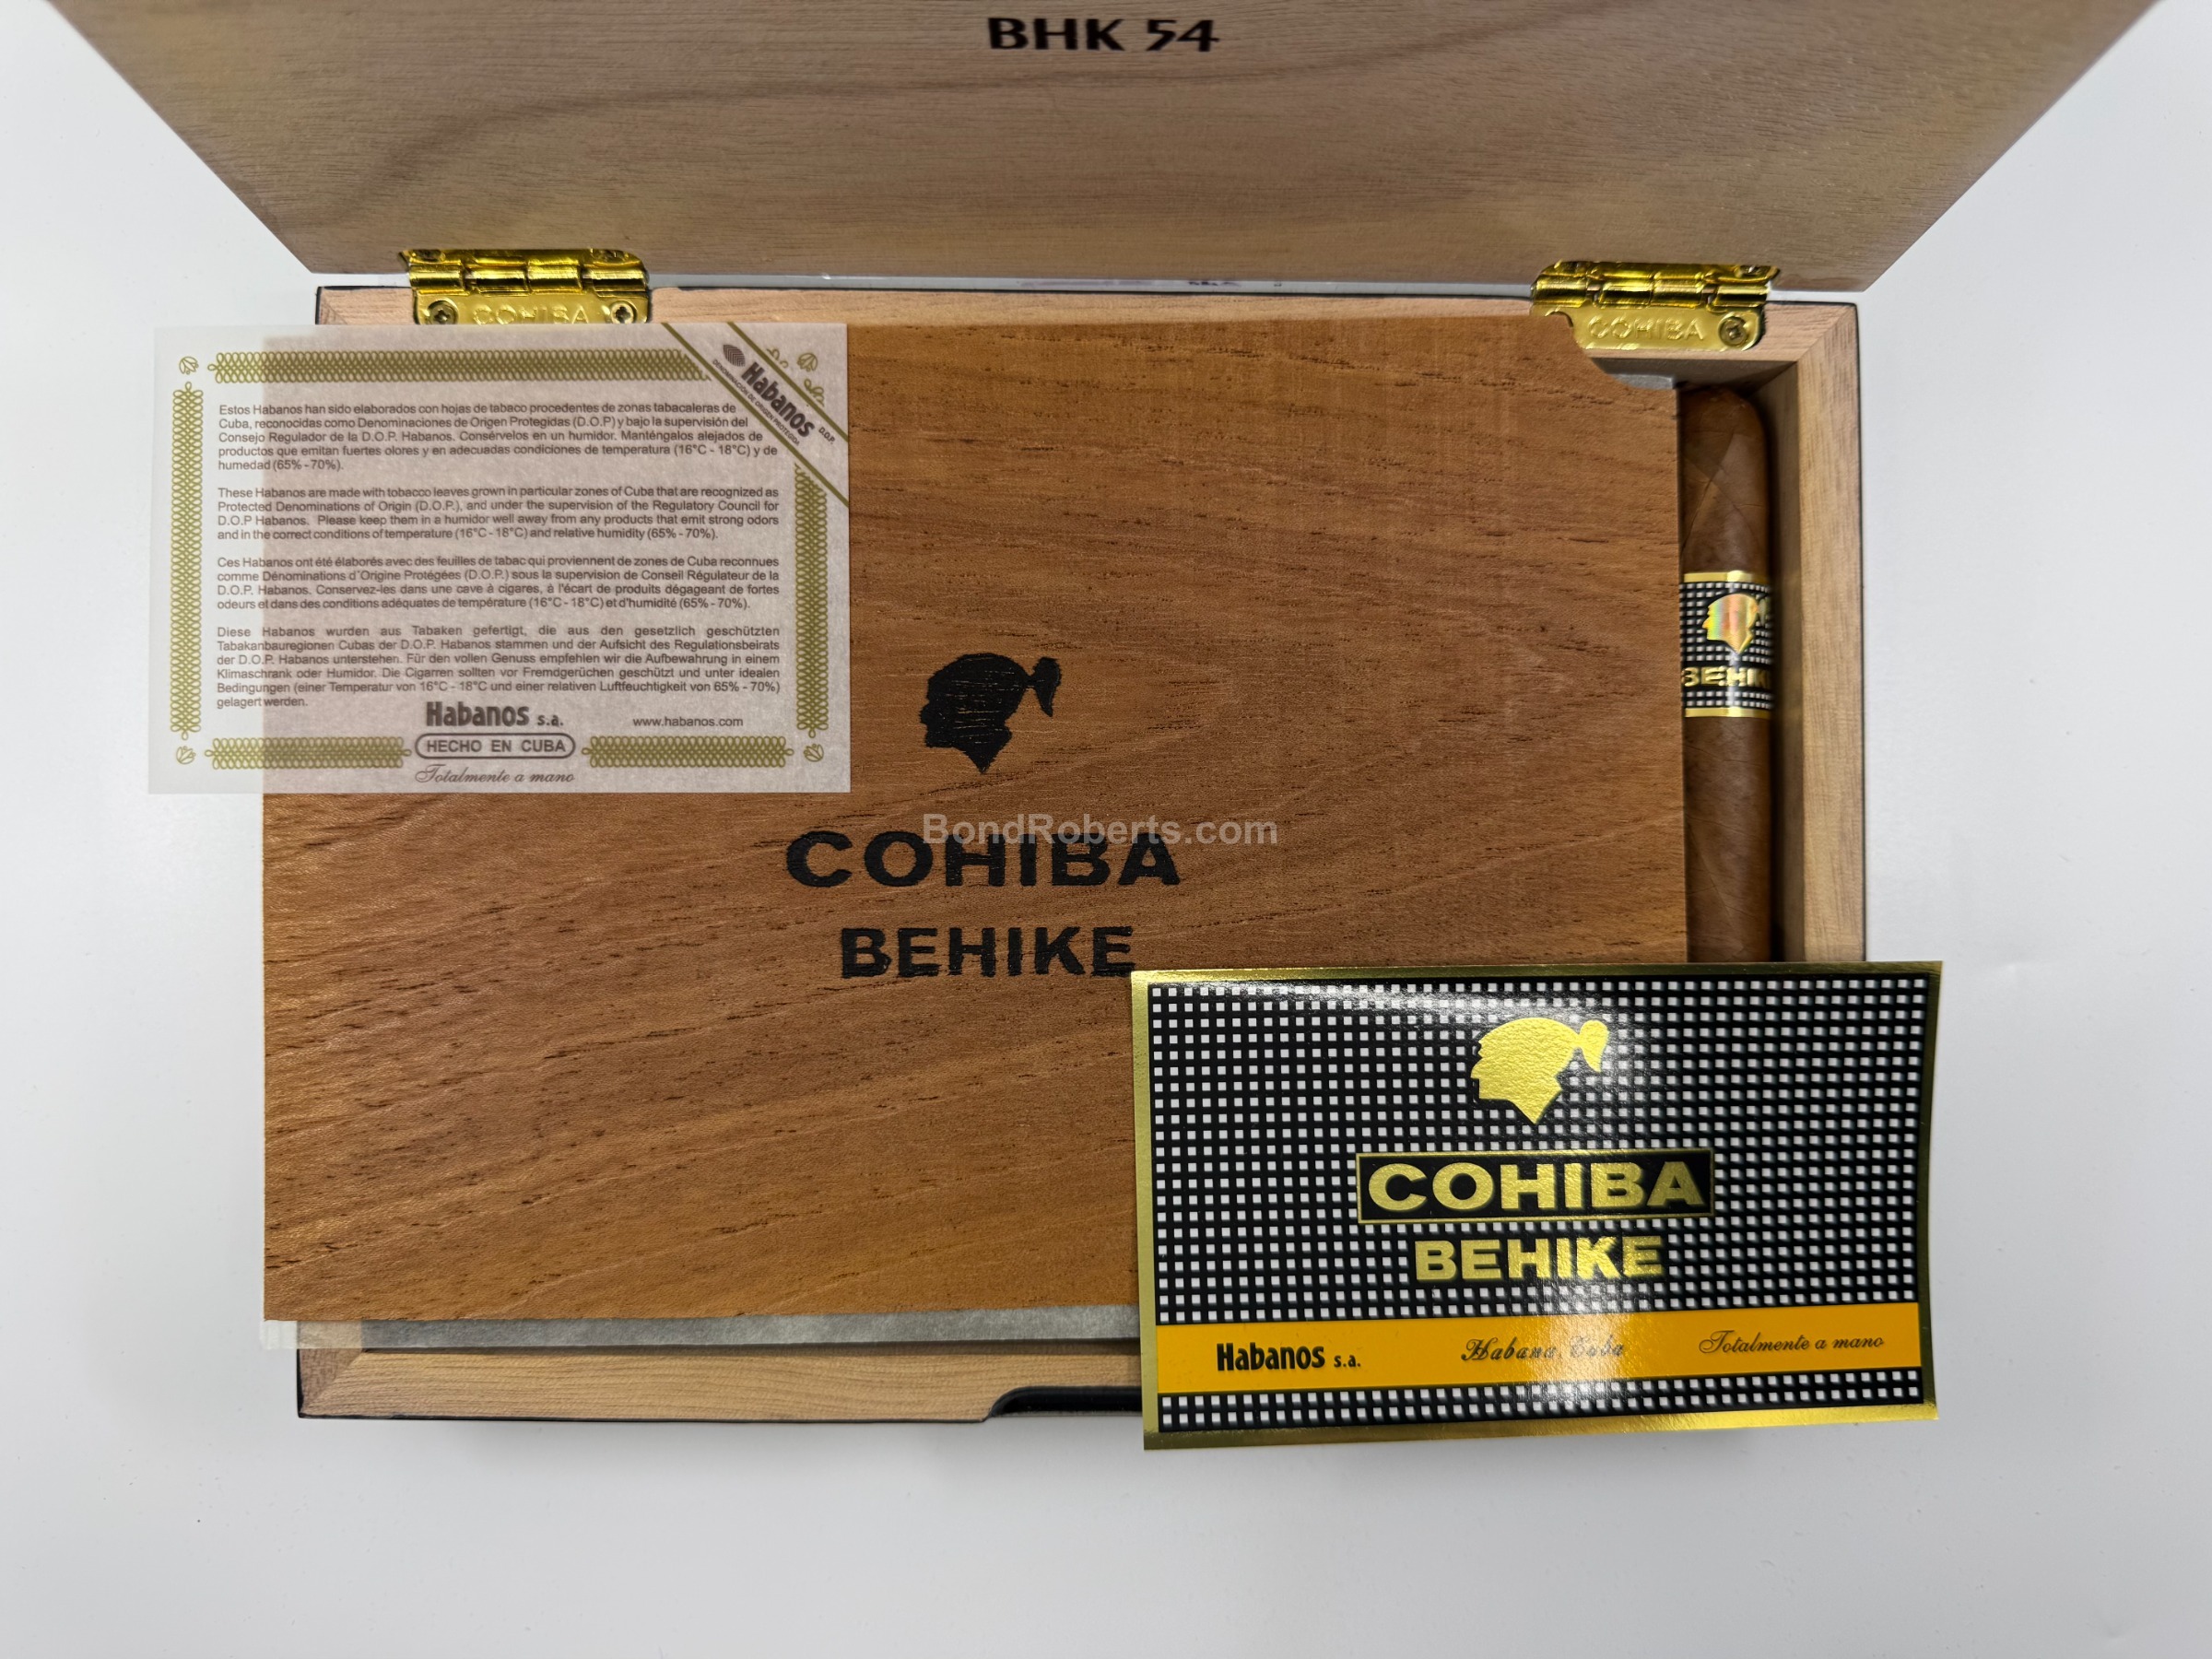 BHK 54
COHIBA
COHIBA
Habanos
DENOMINACIÓN DE ORIGEN PROTEGIDA
D.O.P.
Estos Habanos han sido elaborados con hojas de tabaco procedentes de zonas tabacaleras de
Cuba, reconocidas como Denominaciones de Origen Protegidas (D.O.P) y bajo la supervisión del
Consejo Regulador de la D.O.P. Habanos. Consérvelos en un humidor. Manténgalos alejados de
productos que emitan fuertes olores y en adecuadas condiciones de temperatura (16°C - 18°C) y de
humedad (65% - 70%).
These Habanos are made with tobacco leaves grown in particular zones of Cuba that are recognized as
Protected Denominations of Origin (D.O.P.), and under the supervision of the Regulatory Council for
D.O.P Habanos. Please keep them in a humidor well away from any products that emit strong odors
and in the correct conditions of temperature (16°C - 18°C) and relative humidity (65% - 70%).
Ces Habanos ont été élaborés avec des feuilles de tabac qui proviennent de zones de Cuba reconnues
comme Dénominations d'Origine Protégées (D.O.P.) sous la supervision de Conseil Régulateur de la
D.O.P. Habanos. Conservez-les dans une cave à cigares, à l'écart de produits dégageant de fortes
odeurs et dans des conditions adéquates de température (16°C - 18°C) et d'humidité (65% - 70%).
Diese Habanos wurden aus Tabaken gefertigt, die aus den gesetzlich geschützten
Tabakanbauregionen Cubas der D.O.P. Habanos stammen und der Aufsicht des Regulationsbeirats
der D.O.P. Habanos unterstehen. Für den vollen Genuss empfehlen wir die Aufbewahrung in einem
Klimaschrank oder Humidor. Die Cigarren sollten vor Fremdgerüchen geschützt und unter idealen
Bedingungen (einer Temperatur von 16°C - 18°C und einer relativen Luftfeuchtigkeit von 65% - 70%)
gelagert werden.
Habanos s.a.
www.habanos.com
HECHO EN CUBA
Totalmente a mano
BEHIK
BondRoberts.com
COHIBA
BEHIKE
COHIBA
BEHIKE
Habanos s.a.
Habana, Cuba
Totalmente a mano